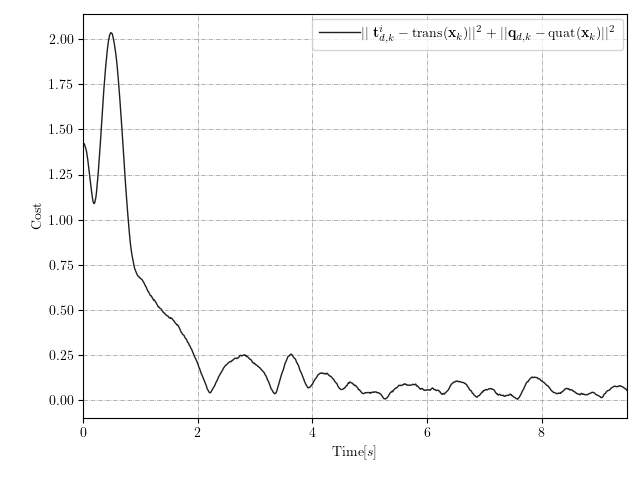 || t^i_{d,k} − trans(x_k)||² + ||q_{d,k} − quat(x_k)||²
2.00
1.75
1.50
1.25
1.00
0.75
0.50
0.25
0.00
Cost
0 2 4 6 8
Time[s]